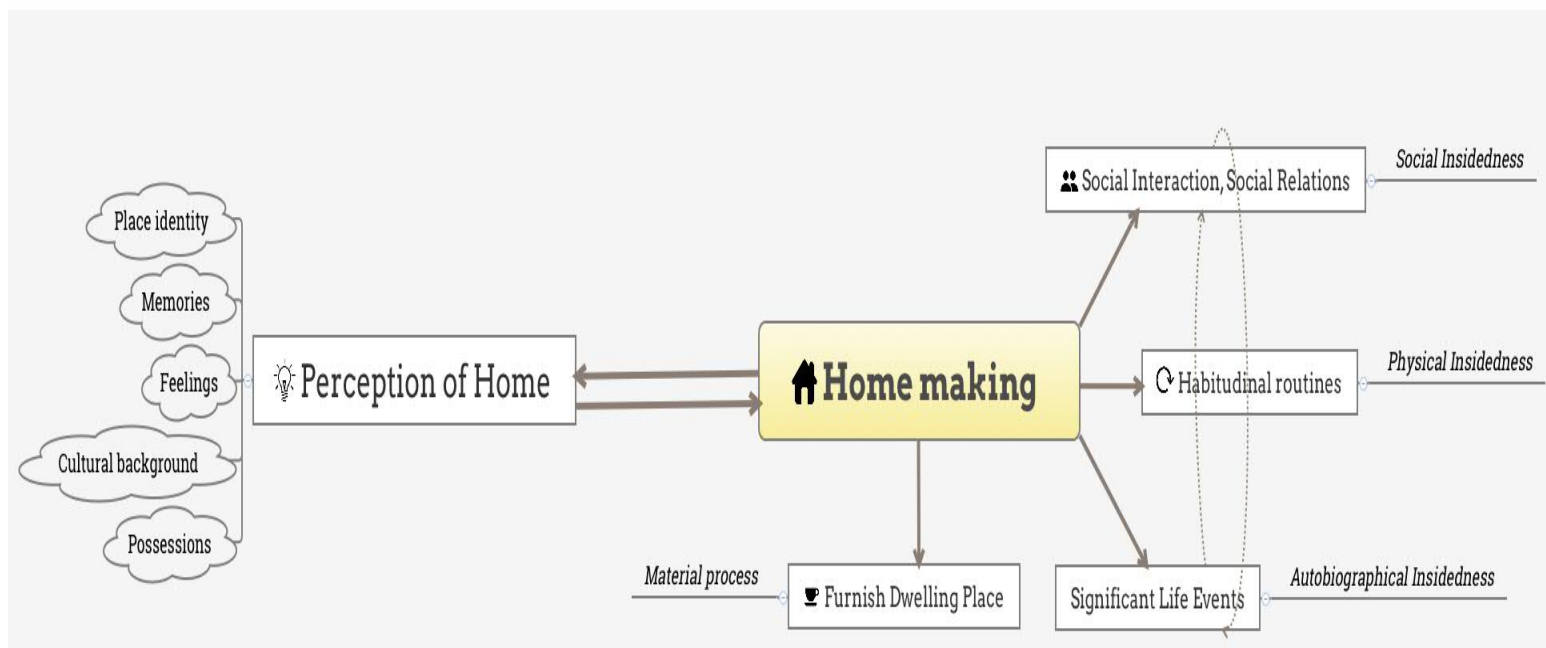 Place identity
Memories
Feelings
Cultural background
Possessions
Perception of Home
Home making
Social Interaction, Social Relations
Social Insidedness
Habitudinal routines
Physical Insidedness
Significant Life Events
Autobiographical Insidedness
Furnish Dwelling Place
Material process